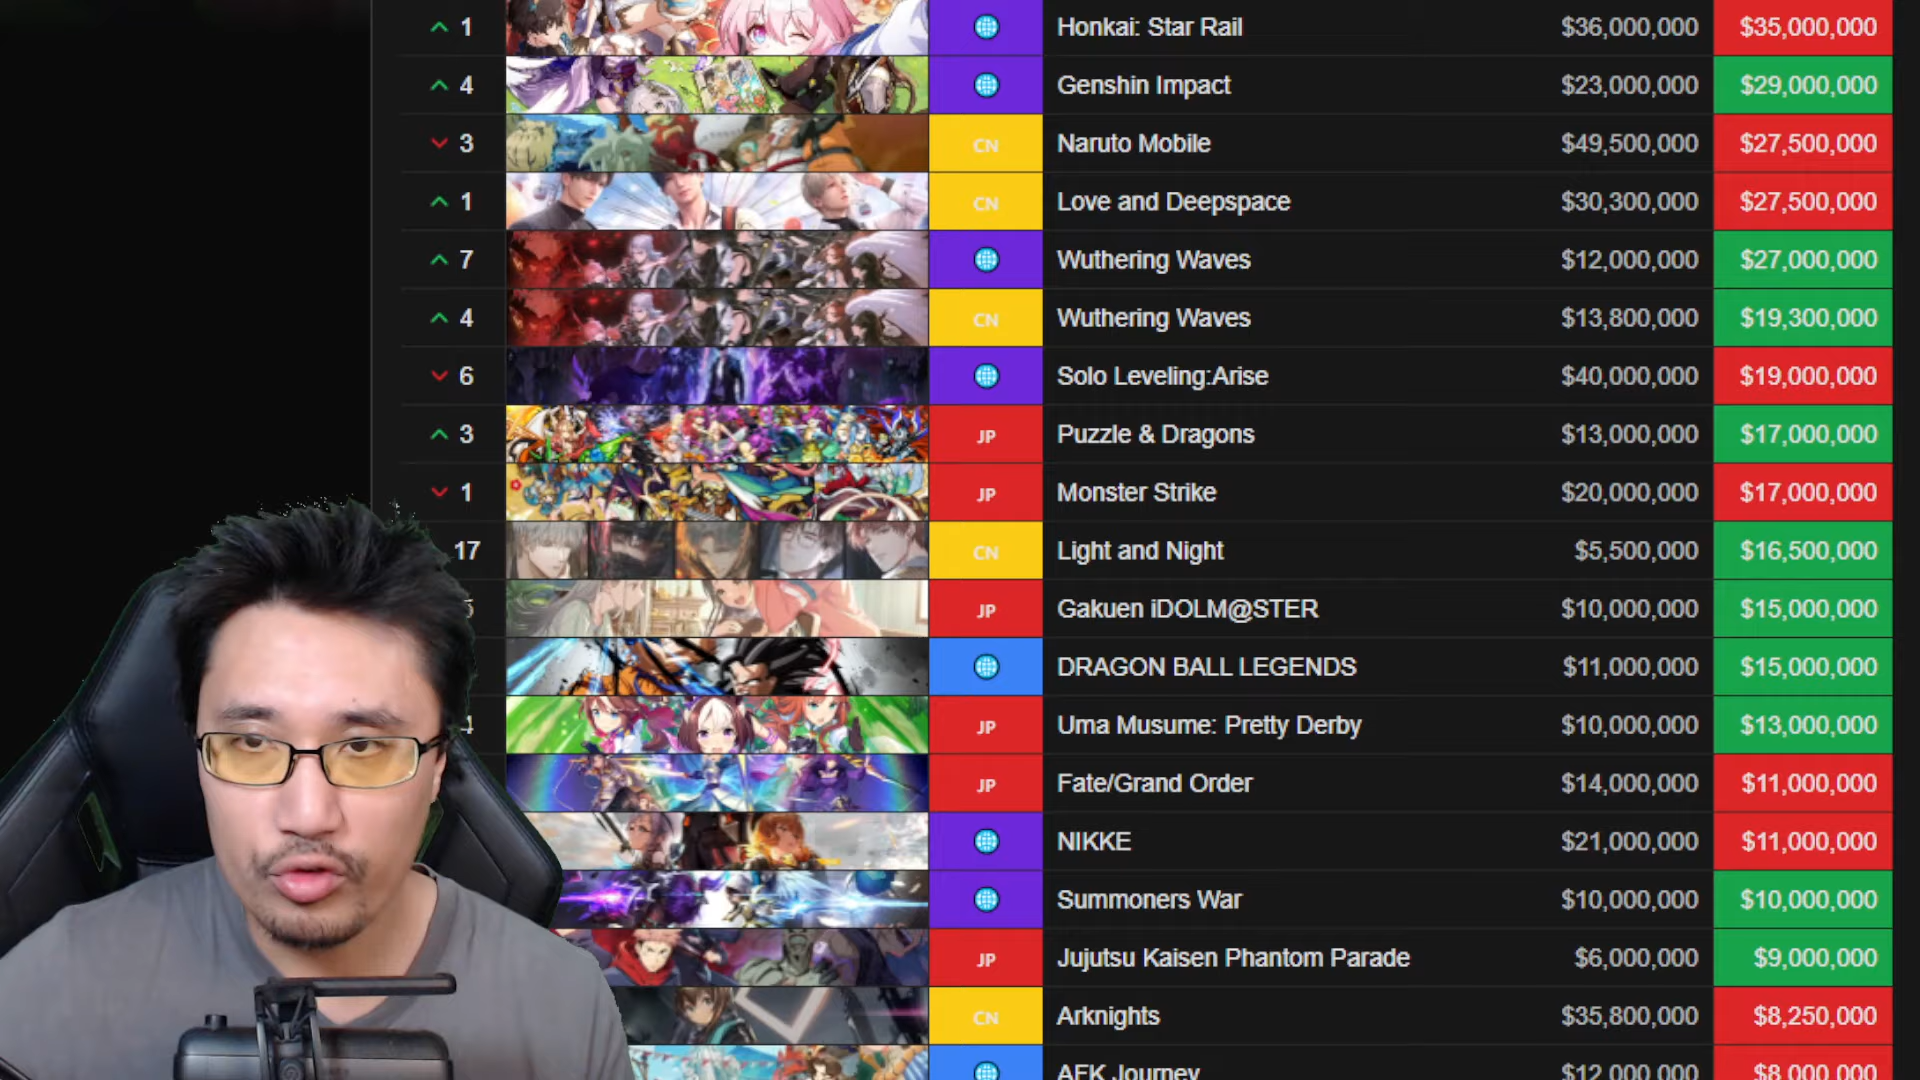 1 Honkai: Star Rail $36,000,000 $35,000,000
4 Genshin Impact $23,000,000 $29,000,000
3 CN Naruto Mobile $49,500,000 $27,500,000
1 CN Love and Deepspace $30,300,000 $27,500,000
7 Wuthering Waves $12,000,000 $27,000,000
4 CN Wuthering Waves $13,800,000 $19,300,000
6 Solo Leveling:Arise $40,000,000 $19,000,000
3 JP Puzzle & Dragons $13,000,000 $17,000,000
1 JP Monster Strike $20,000,000 $17,000,000
17 CN Light and Night $5,500,000 $16,500,000
JP Gakuen iDOLM@STER $10,000,000 $15,000,000
DRAGON BALL LEGENDS $11,000,000 $15,000,000
4 JP Uma Musume: Pretty Derby $10,000,000 $13,000,000
JP Fate/Grand Order $14,000,000 $11,000,000
NIKKE $21,000,000 $11,000,000
Summoners War $10,000,000 $10,000,000
JP Jujutsu Kaisen Phantom Parade $6,000,000 $9,000,000
CN Arknights $35,800,000 $8,250,000
AFK Journey $12,000,000 $8,000,000